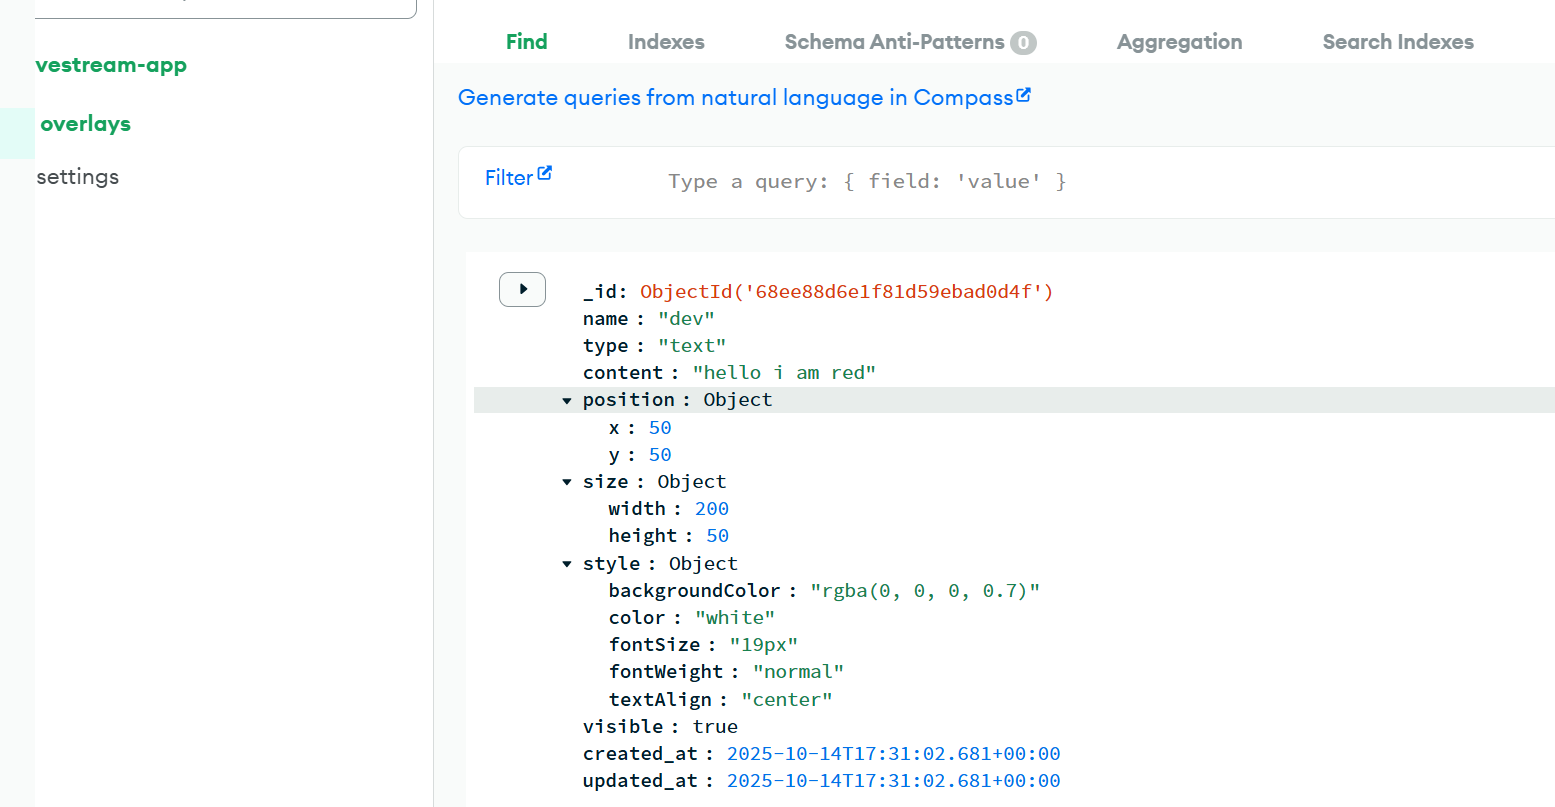 Find Indexes Schema Anti-Patterns 0 Aggregation Search Indexes
vestream-app
overlays
settings
Generate queries from natural language in Compass
Filter Type a query: { field: 'value' }
_id: ObjectId('68ee88d6e1f81d59ebad0d4f')
name : "dev"
type : "text"
content : "hello i am red"
position : Object
x : 50
y : 50
size : Object
width : 200
height : 50
style : Object
backgroundColor : "rgba(0, 0, 0, 0.7)"
color : "white"
fontSize : "19px"
fontWeight : "normal"
textAlign : "center"
visible : true
created_at : 2025-10-14T17:31:02.681+00:00
updated_at : 2025-10-14T17:31:02.681+00:00